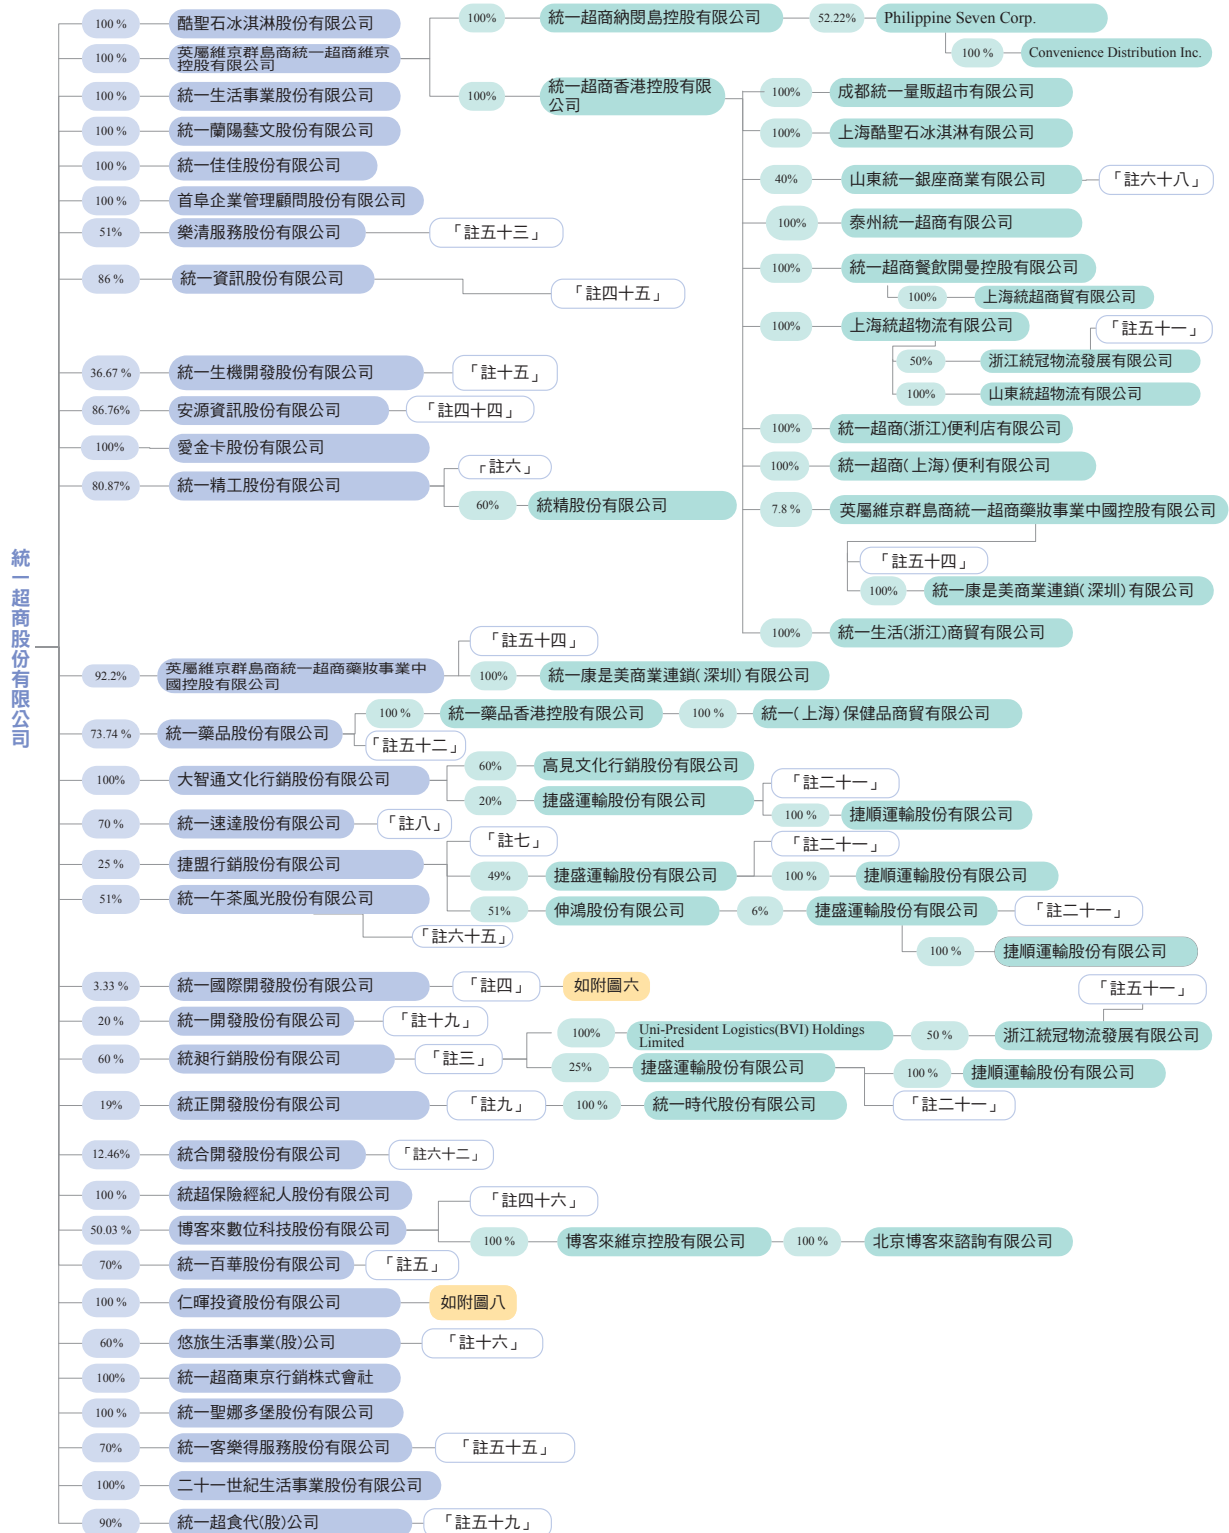 統一超商股份有限公司
100 % 酷聖石冰淇淋股份有限公司
100 % 英屬維京群島商統一超商維京
控股有限公司
100% 統一超商納閩島控股有限公司 52.22% Philippine Seven Corp.
100 % Convenience Distribution Inc.
100% 統一超商香港控股有限
公司
100% 成都統一量販超市有限公司
100% 上海酷聖石冰淇淋有限公司
40% 山東統一銀座商業有限公司 「註六十八」
100% 泰州統一超商有限公司
100% 統一超商餐飲開曼控股有限公司
100% 上海統超商貿有限公司
100% 上海統超物流有限公司 「註五十一」
50% 浙江統冠物流發展有限公司
100% 山東統超物流有限公司
100% 統一超商(浙江)便利店有限公司
100% 統一超商(上海)便利有限公司
7.8 % 英屬維京群島商統一超商藥妝事業中國控股有限公司
「註五十四」
100% 統一康是美商業連鎖(深圳)有限公司
100% 統一生活(浙江)商貿有限公司
100 % 統一生活事業股份有限公司
100 % 統一蘭陽藝文股份有限公司
100 % 統一佳佳股份有限公司
100 % 首阜企業管理顧問股份有限公司
51% 樂清服務股份有限公司 「註五十三」
86 % 統一資訊股份有限公司 「註四十五」
36.67 % 統一生機開發股份有限公司 「註十五」
86.76% 安源資訊股份有限公司 「註四十四」
100% 愛金卡股份有限公司
80.87% 統一精工股份有限公司 「註六」
60% 統精股份有限公司
92.2% 英屬維京群島商統一超商藥妝事業中
國控股有限公司
「註五十四」
100% 統一康是美商業連鎖(深圳)有限公司
73.74 % 統一藥品股份有限公司
100 % 統一藥品香港控股有限公司 100 % 統一(上海)保健品商貿有限公司
「註五十二」
100% 大智通文化行銷股份有限公司
60% 高見文化行銷股份有限公司
20% 捷盛運輸股份有限公司 「註二十一」
100 % 捷順運輸股份有限公司
70 % 統一速達股份有限公司 「註八」
25 % 捷盟行銷股份有限公司 「註七」
49% 捷盛運輸股份有限公司 「註二十一」
100 % 捷順運輸股份有限公司
51% 伸鴻股份有限公司 6% 捷盛運輸股份有限公司 「註二十一」
100 % 捷順運輸股份有限公司
51% 統一午茶風光股份有限公司
「註六十五」
3.33 % 統一國際開發股份有限公司 「註四」 如附圖六
20 % 統一開發股份有限公司 「註十九」
60 % 統昶行銷股份有限公司 「註三」
100% Uni-President Logistics(BVI) Holdings
Limited
50 % 浙江統冠物流發展有限公司 「註五十一」
25% 捷盛運輸股份有限公司 100 % 捷順運輸股份有限公司
「註二十一」
19% 統正開發股份有限公司 「註九」 100 % 統一時代股份有限公司
12.46% 統合開發股份有限公司 「註六十二」
100 % 統超保險經紀人股份有限公司
50.03 % 博客來數位科技股份有限公司 「註四十六」
100 % 博客來維京控股有限公司 100 % 北京博客來諮詢有限公司
70% 統一百華股份有限公司 「註五」
100 % 仁暉投資股份有限公司 如附圖八
60% 悠旅生活事業(股)公司 「註十六」
100% 統一超商東京行銷株式會社
100 % 統一聖娜多堡股份有限公司
70% 統一客樂得服務股份有限公司 「註五十五」
100% 二十一世紀生活事業股份有限公司
90% 統一超食代(股)公司 「註五十九」